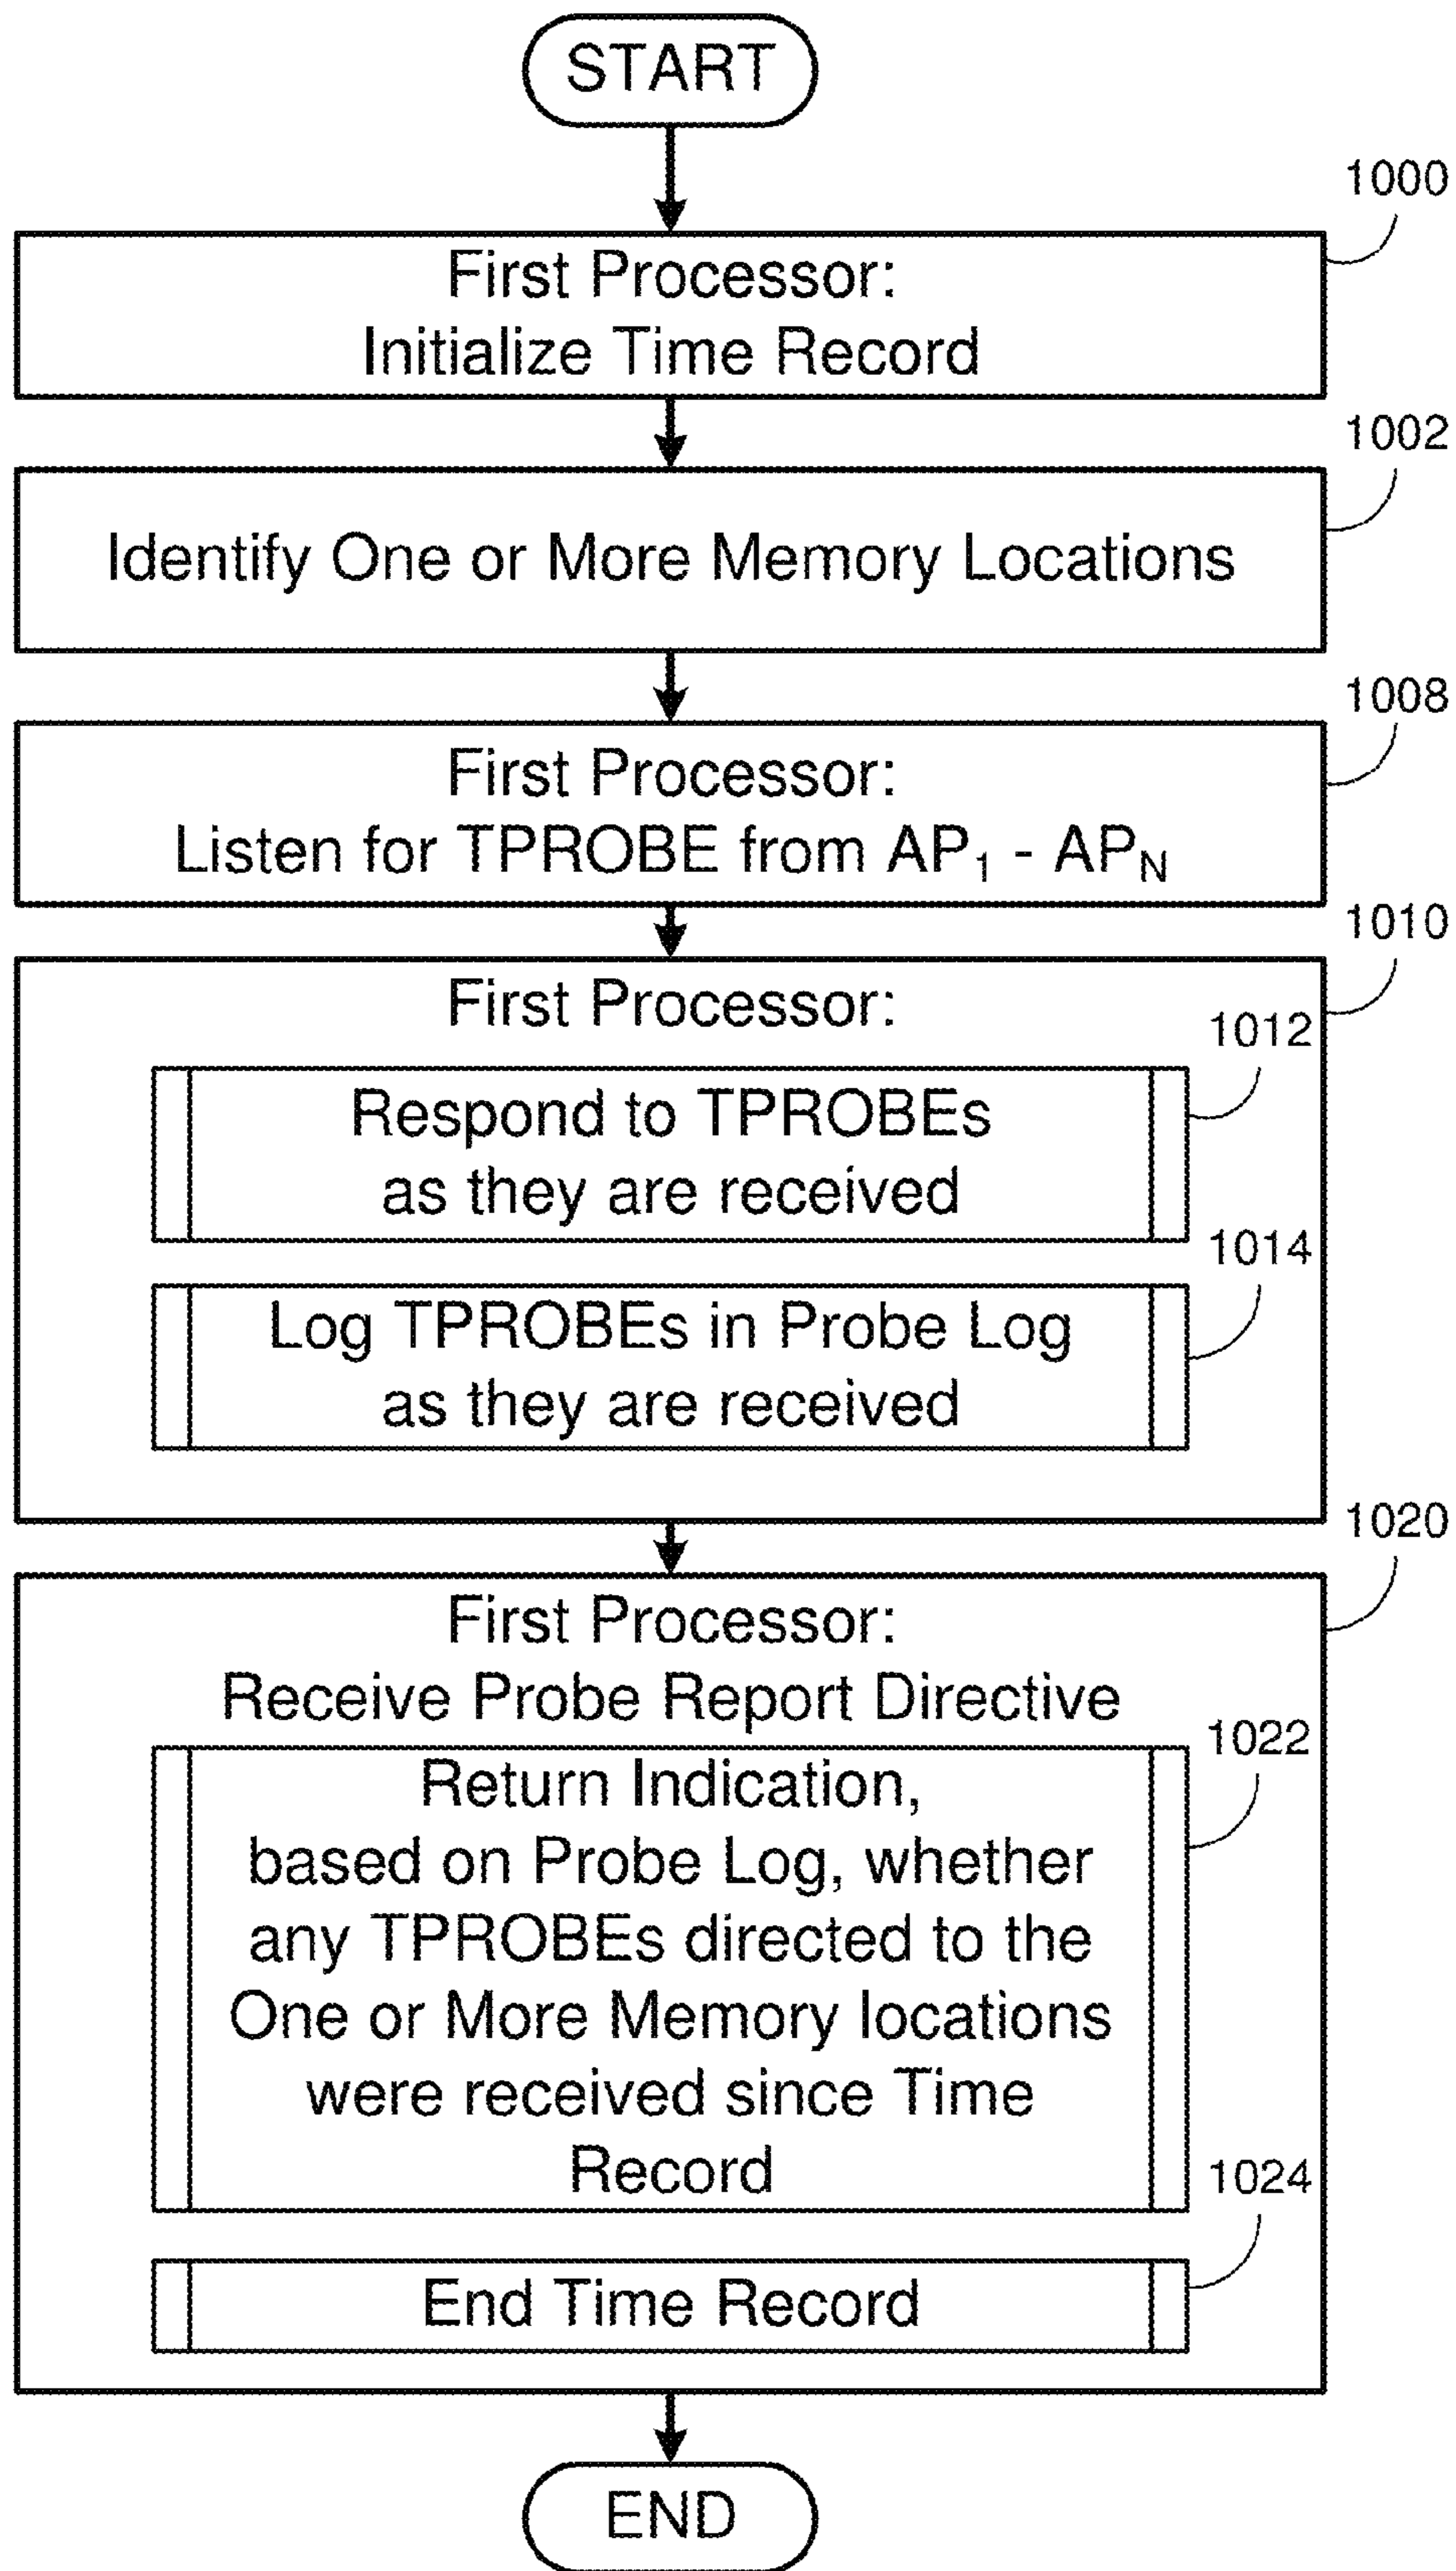 START
1000
First Processor:
Initialize Time Record
1002
Identify One or More Memory Locations
1008
First Processor:
Listen for TPROBE from AP₁ - APN
1010
First Processor:
1012
Respond to TPROBEs
as they are received
1014
Log TPROBEs in Probe Log
as they are received
1020
First Processor:
Receive Probe Report Directive
1022
Return Indication,
based on Probe Log, whether
any TPROBEs directed to the
One or More Memory locations
were received since Time
Record
1024
End Time Record
END